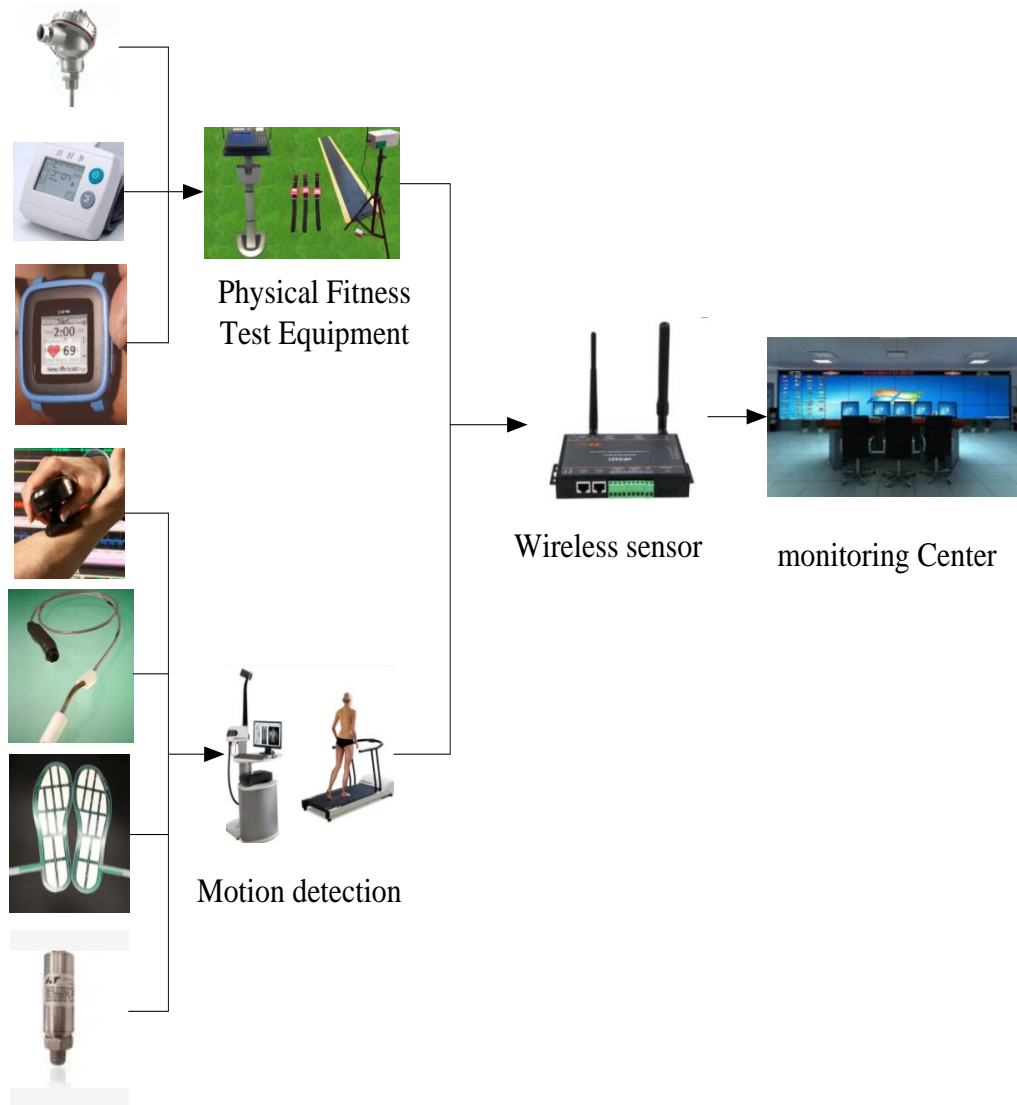 2:00
69
Physical Fitness
Test Equipment
Wireless sensor
monitoring Center
Motion detection